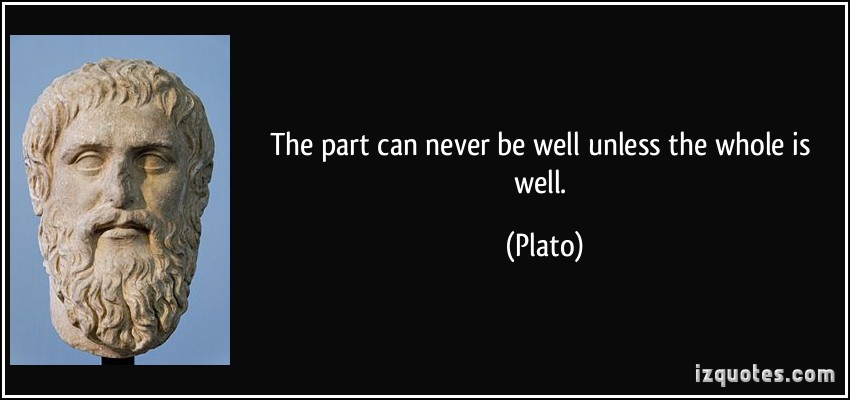 The part can never be well unless the whole is
well.
(Plato)
izquotes.com